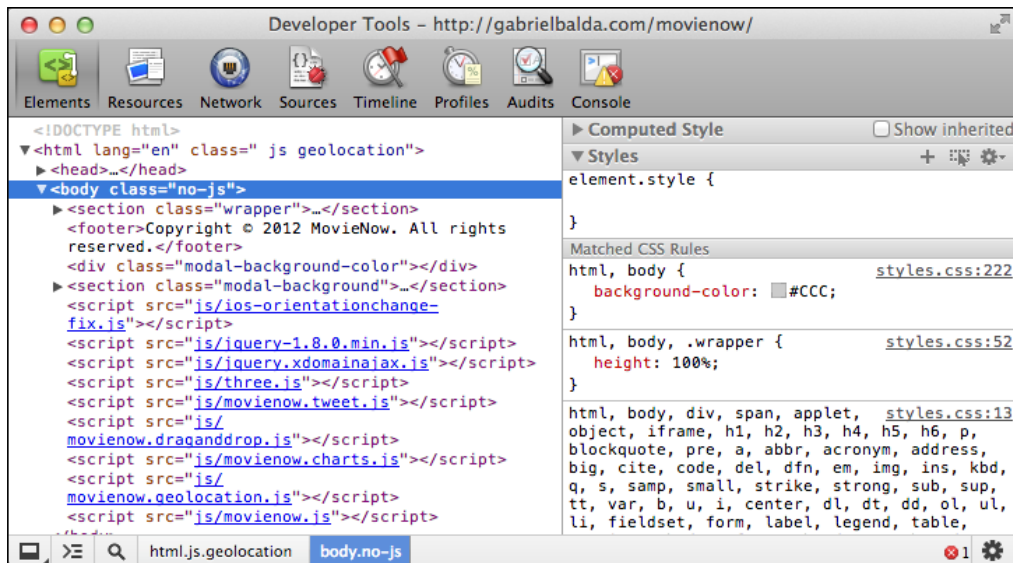 Developer Tools – http://gabrielbalda.com/movienow/
Elements Resources Network Sources Timeline Profiles Audits Console
<!DOCTYPE html>
▼<html lang="en" class=" js geolocation">
▶<head>…</head>
▼<body class="no-js">
▶<section class="wrapper">…</section>
<footer>Copyright © 2012 MovieNow. All rights
reserved.</footer>
<div class="modal-background-color"></div>
▶<section class="modal-background">…</section>
<script src="js/ios-orientationchange-
fix.js"></script>
<script src="js/jquery-1.8.0.min.js"></script>
<script src="js/jquery.xdomainajax.js"></script>
<script src="js/three.js"></script>
<script src="js/movienow.tweet.js"></script>
<script src="js/
movienow.draganddrop.js"></script>
<script src="js/movienow.charts.js"></script>
<script src="js/
movienow.geolocation.js"></script>
<script src="js/movienow.js"></script>
▶ Computed Style Show inherited
▼ Styles
element.style {
}
Matched CSS Rules
html, body { styles.css:222
background-color: #CCC;
}
html, body, .wrapper { styles.css:52
height: 100%;
}
html, body, div, span, applet, styles.css:13
object, iframe, h1, h2, h3, h4, h5, h6, p,
blockquote, pre, a, abbr, acronym, address,
big, cite, code, del, dfn, em, img, ins, kbd,
q, s, samp, small, strike, strong, sub, sup,
tt, var, b, u, i, center, dl, dt, dd, ol, ul,
li, fieldset, form, label, legend, table,
html.js.geolocation body.no-js 1